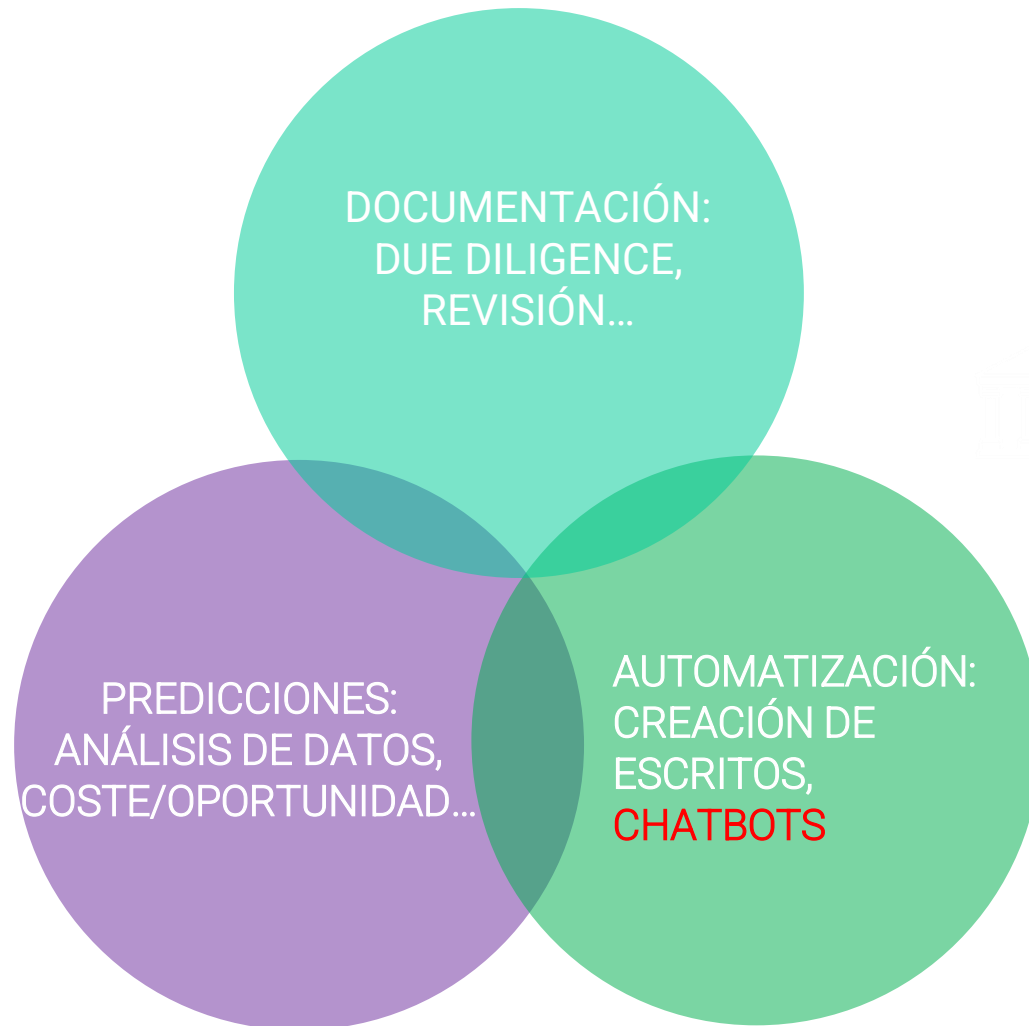 DOCUMENTACIÓN:
DUE DILIGENCE,
REVISIÓN…
PREDICCIONES:
ANÁLISIS DE DATOS,
COSTE/OPORTUNIDAD…
AUTOMATIZACIÓN:
CREACIÓN DE
ESCRITOS,
CHATBOTS